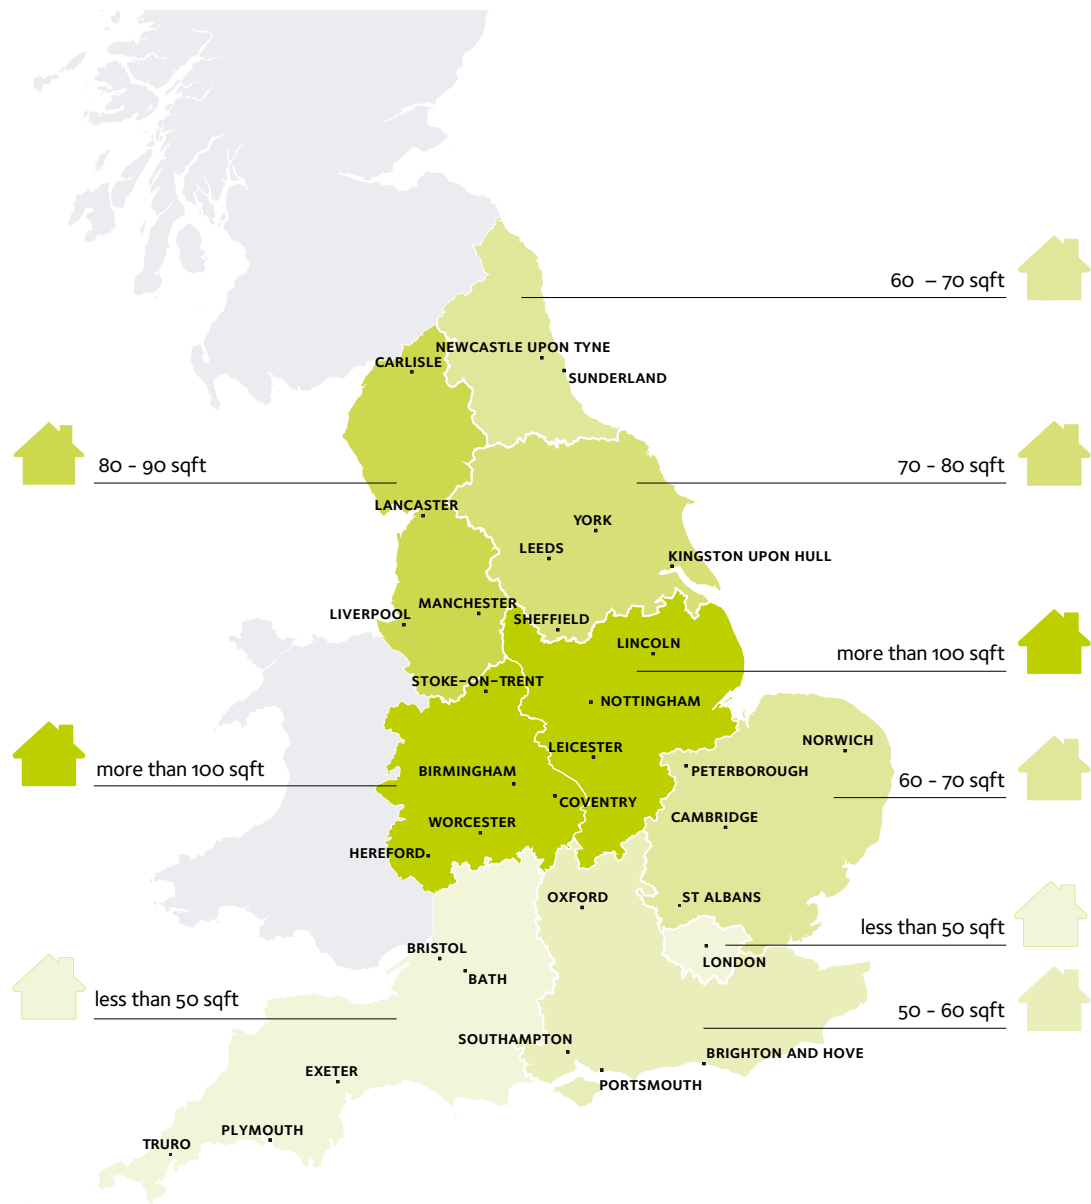 60 – 70 sqft
NEWCASTLE UPON TYNE
CARLISLE
SUNDERLAND
80 - 90 sqft
70 - 80 sqft
LANCASTER
YORK
LEEDS
KINGSTON UPON HULL
MANCHESTER
LIVERPOOL
SHEFFIELD
LINCOLN
more than 100 sqft
STOKE-ON-TRENT
NOTTINGHAM
NORWICH
LEICESTER
more than 100 sqft
BIRMINGHAM
PETERBOROUGH
60 - 70 sqft
COVENTRY
CAMBRIDGE
WORCESTER
HEREFORD
OXFORD
ST ALBANS
less than 50 sqft
BRISTOL
LONDON
BATH
less than 50 sqft
50 - 60 sqft
SOUTHAMPTON
BRIGHTON AND HOVE
EXETER
PORTSMOUTH
PLYMOUTH
TRURO